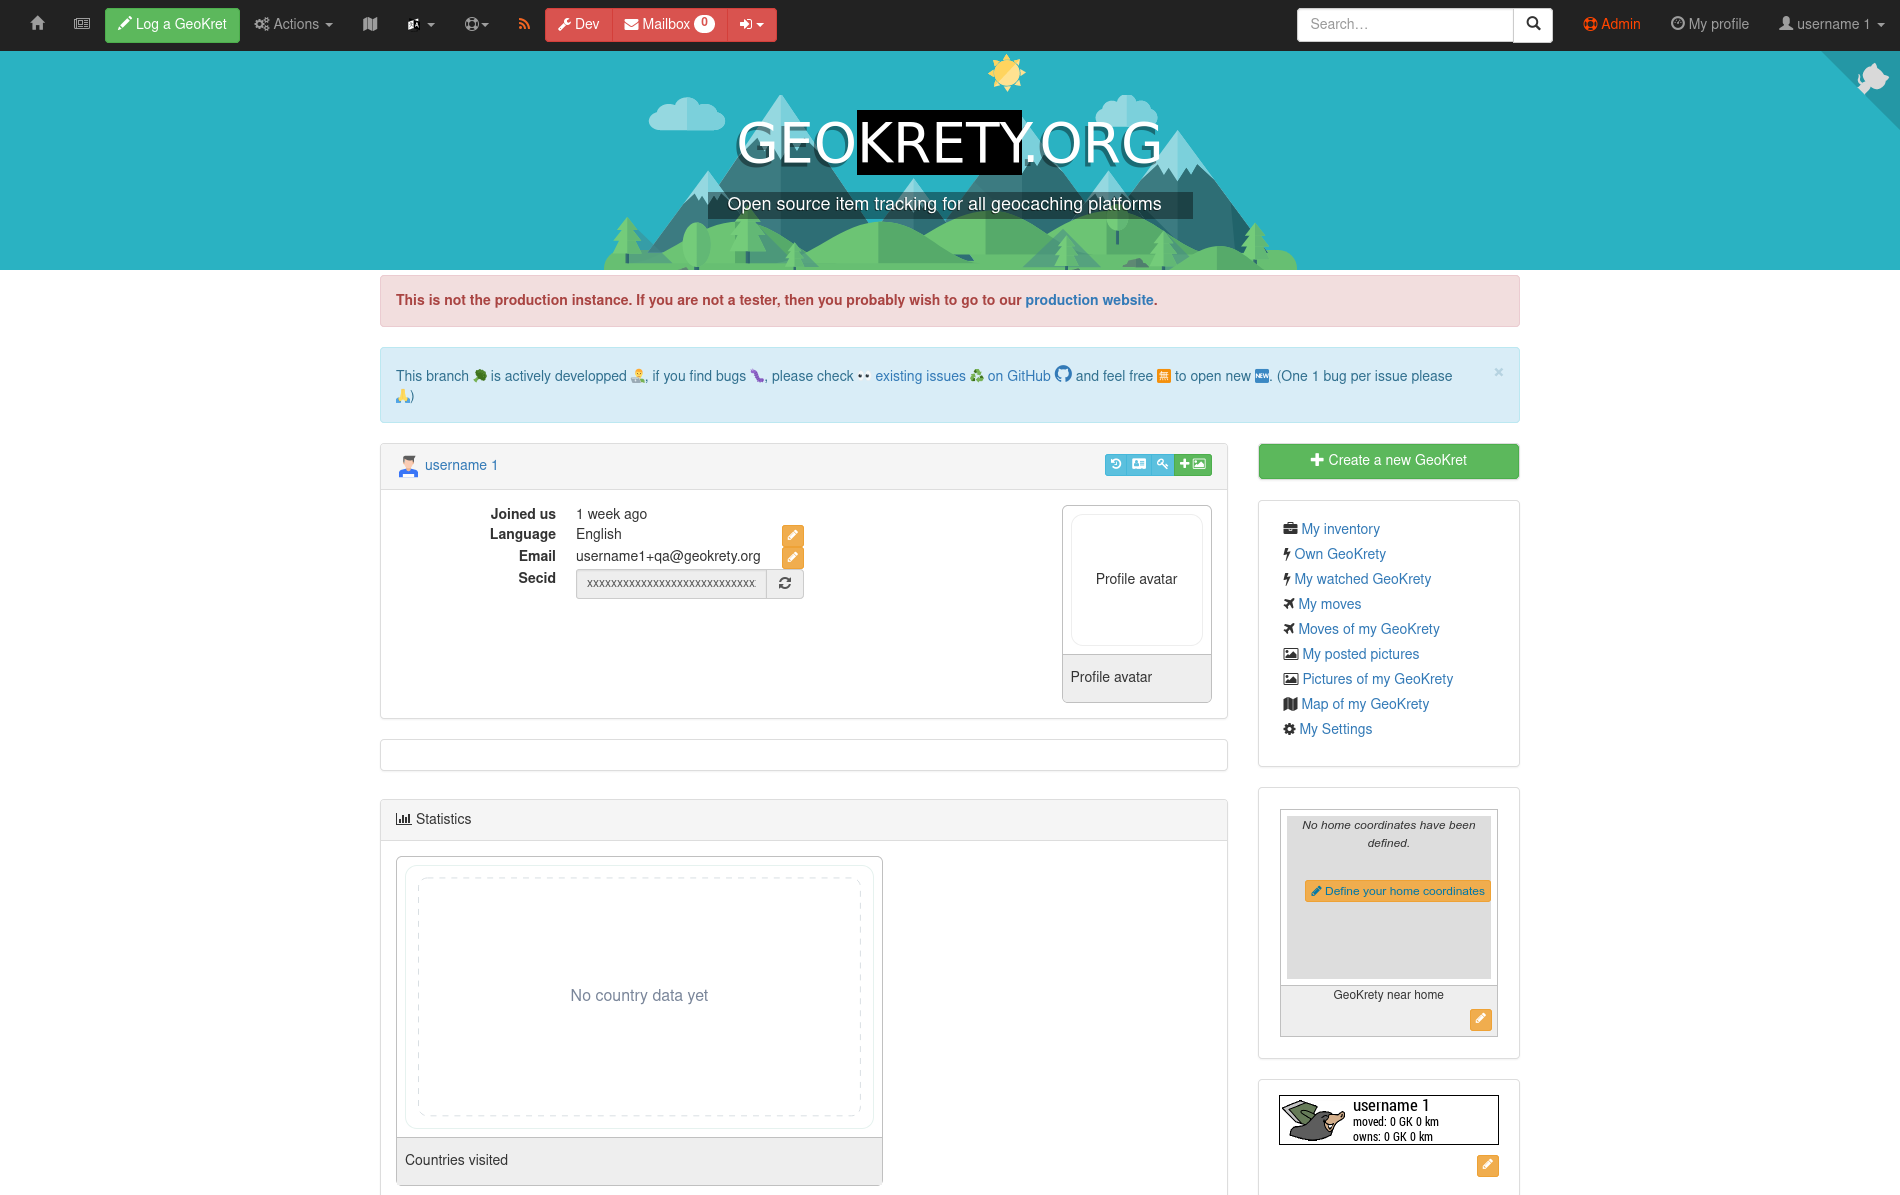 Log a GeoKret
Actions
Dev
Mailbox 0
Search...
Admin
My profile
username 1
GEOKRETY.ORG
Open source item tracking for all geocaching platforms
This is not the production instance. If you are not a tester, then you probably wish to go to our production website.
This branch 🥦 is actively developped, if you find bugs 🐛, please check 👀 existing issues ♻️ on GitHub and feel free 🈚 to open new 🆕. (One 1 bug per issue please
🙏)
×
username 1
Joined us 1 week ago
Language English
Email username1+qa@geokrety.org
Secid xxxxxxxxxxxxxxxxxxxxxxxxxxxx
Profile avatar
Profile avatar
Statistics
No country data yet
Countries visited
Create a new GeoKret
My inventory
Own GeoKrety
My watched GeoKrety
My moves
Moves of my GeoKrety
My posted pictures
Pictures of my GeoKrety
Map of my GeoKrety
My Settings
No home coordinates have been
defined.
Define your home coordinates
GeoKrety near home
username 1
moved: 0 GK 0 km
owns: 0 GK 0 km